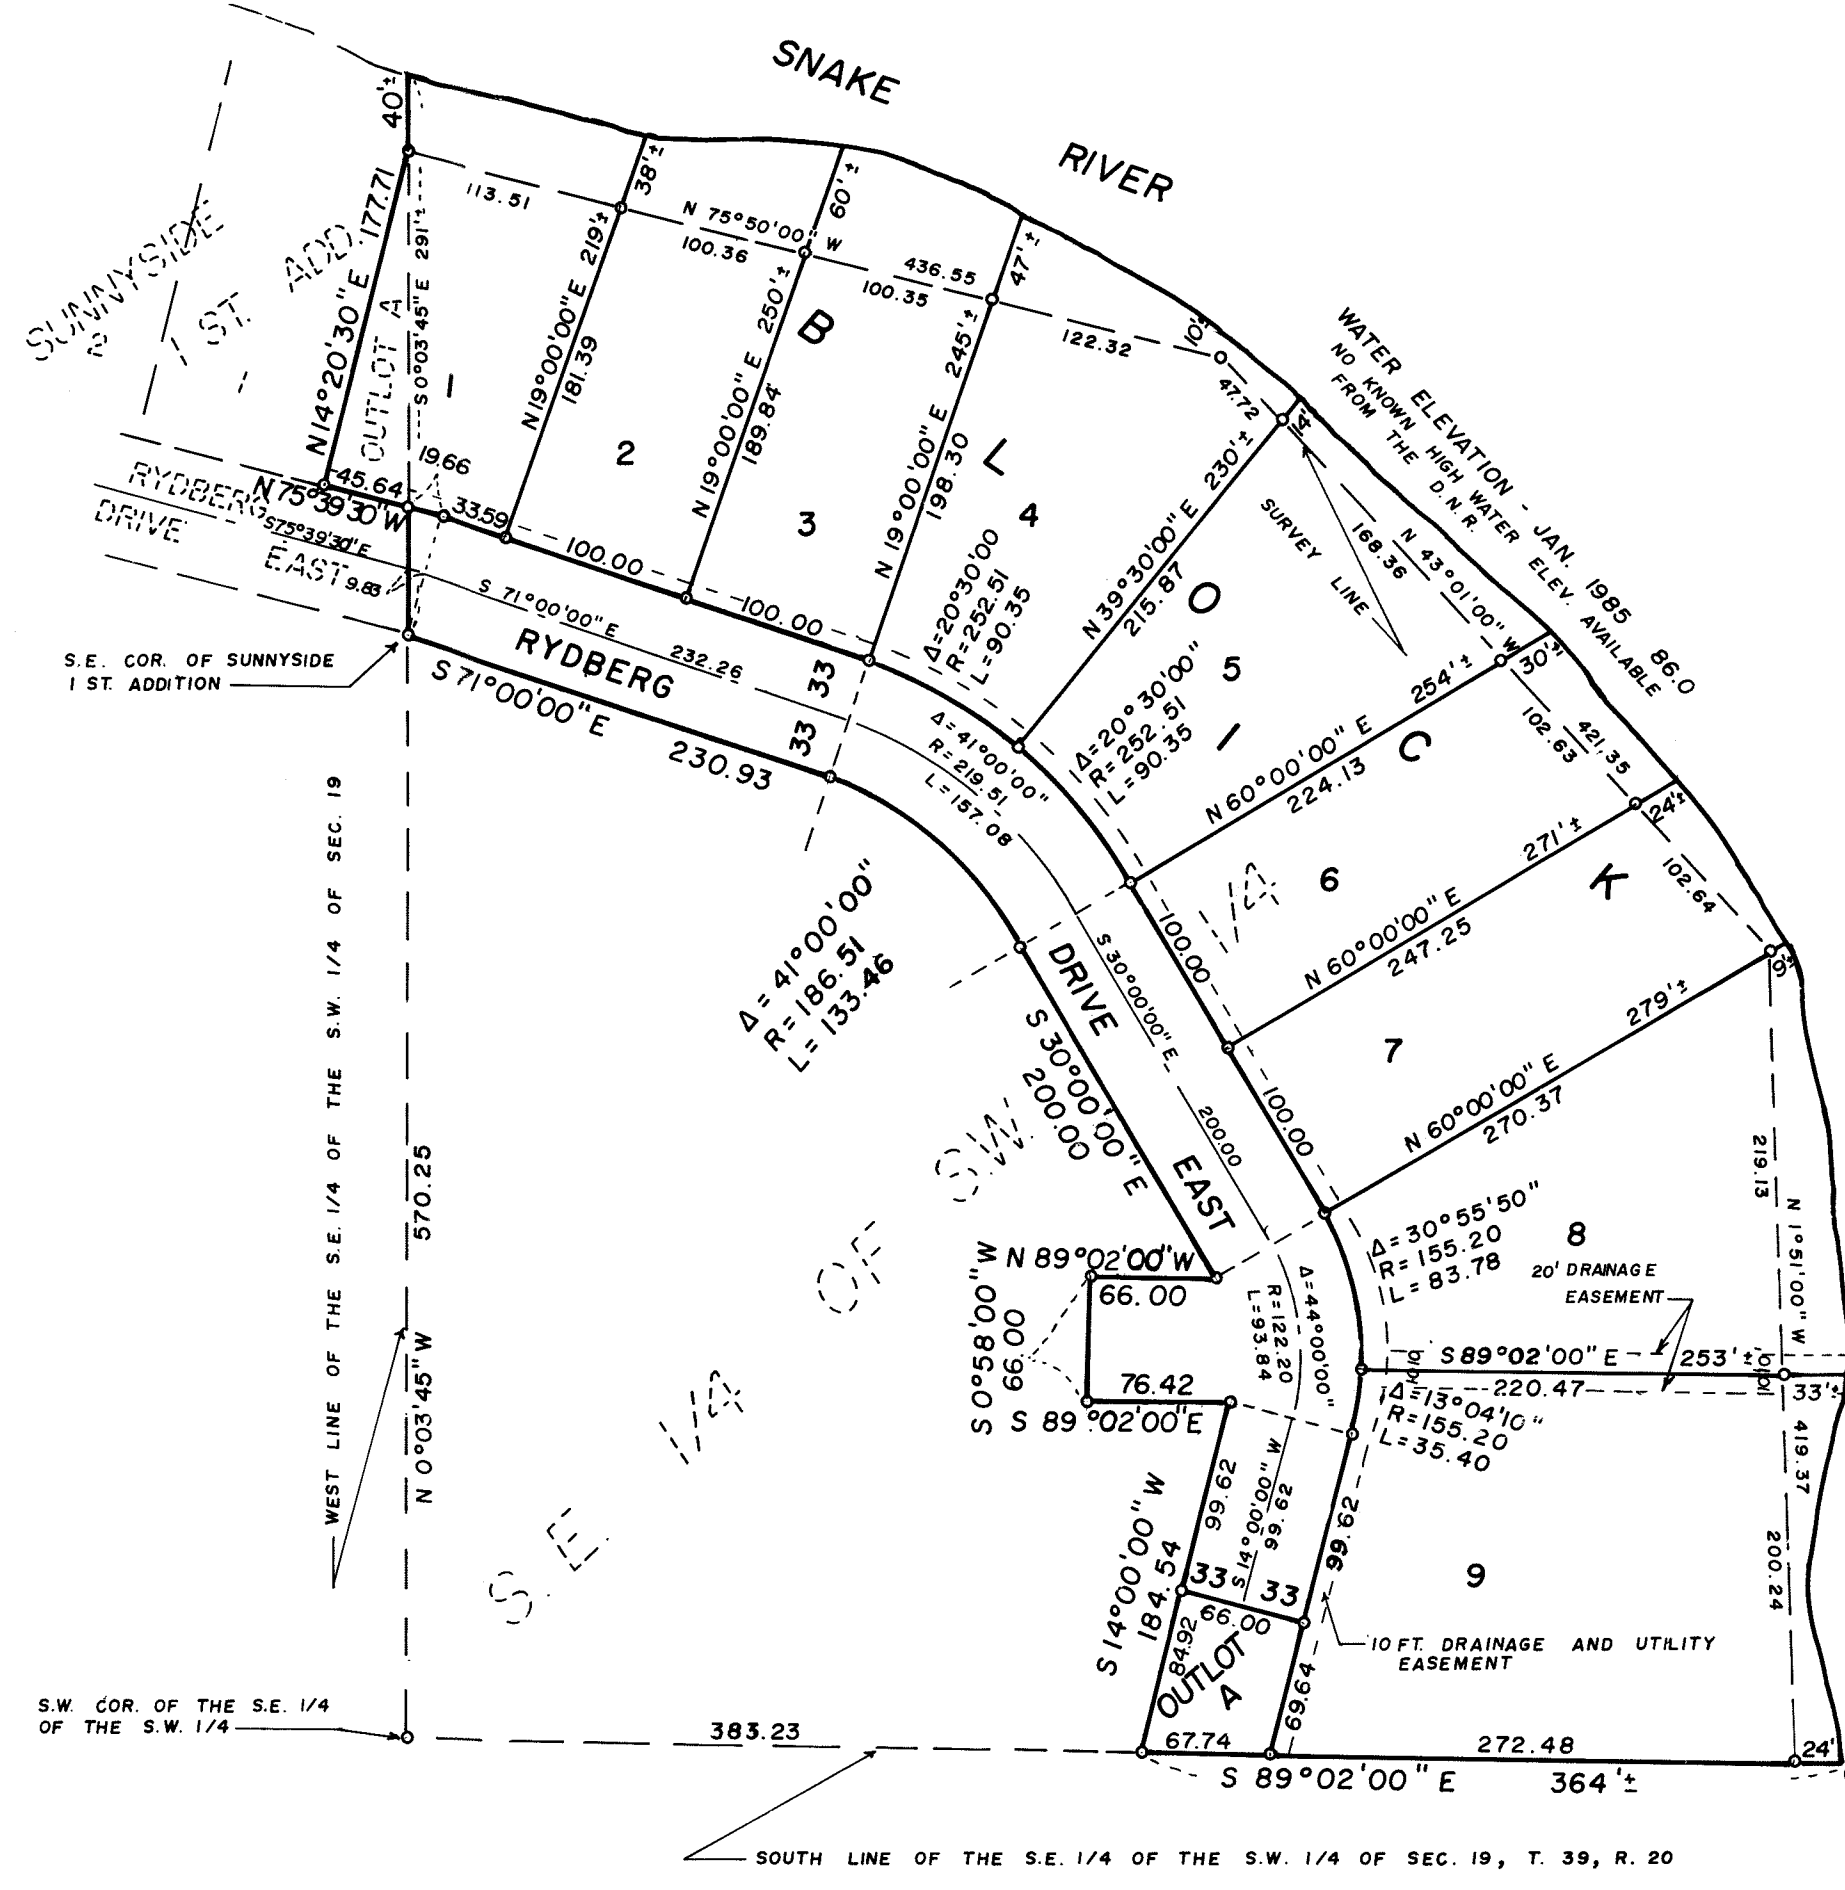 SNAKE
RIVER
40'±
N14°20'30"E 177.71
113.51
38'±
N 75°50'00" W
100.36
60'±
436.55
100.35
47'±
122.32
10'±
47.72
14'±
SUNNYSIDE
1 ST. ADD.
2
1
OUTLOT A
S0°03'45"E 291'±
1
N19°00'00"E 219'±
181.39
2
N19°00'00"E 250'±
189.84
B
3
N 19°00'00"E 245'±
198.30
L
4
Δ=20°30'00
R=252.51
L=90.35
N39°30'00"E 230'±
215.87
O
5
1
Δ=20°30'00"
R=252.51
L=90.35
WATER ELEVATION - JAN. 1985 86.0
NO KNOWN HIGH WATER ELEV. AVAILABLE
FROM THE D.N.R.
SURVEY LINE
168.36
N 43°01'00" W
30'±
102.63
421.35
24'±
102.64
9'±
N 60°00'00" E 254'±
224.13
C
6
N 60°00'00" E 271'±
247.25
K
7
N 60°00'00" E 279'±
270.37
RYDBERG
DRIVE
EAST
45.64
19.66
N75°39'30"W
S75°39'30"E
9.83
33.59
100.00
100.00
S 71°00'00"E
232.26
RYDBERG
33
33
S 71°00'00"E
230.93
S.E. COR. OF SUNNYSIDE
1 ST. ADDITION
Δ=41°00'00"
R=219.51
L=157.08
Δ=41°00'00"
R=186.51
L=133.46
1/4
100.00
100.00
DRIVE
S 30°00'00"E
200.00
EAST
S 30°00'00"E
200.00
WEST LINE OF THE S.E. 1/4 OF THE S.W. 1/4 OF SEC. 19
570.25
N 0°03'45"W
S.E. 1/4 OF S.W.
N 89°02'00"W
66.00
S 0°58'00"W
66.00
76.42
S 89°02'00"E
Δ=44°00'00"
R=122.20
L=93.84
Δ=30°55'50"
R=155.20
L=83.78
8
20' DRAINAGE
EASEMENT
219.13
N 1°51'00" W
S89°02'00"E 253'±
10 10
10 10
220.47
33'±
Δ=13°04'10"
R=155.20
L=35.40
419.37
200.24
9
S 14°00'00"W
184.54
99.62
S 14°00'00" W
99.62
99.62
33
33
66.00
84.92
OUTLOT
A
69.64
10 FT. DRAINAGE AND UTILITY
EASEMENT
S.W. COR. OF THE S.E. 1/4
OF THE S.W. 1/4
383.23
67.74
272.48
24'
S 89°02'00"E
364'±
SOUTH LINE OF THE S.E. 1/4 OF THE S.W. 1/4 OF SEC. 19, T. 39, R. 20